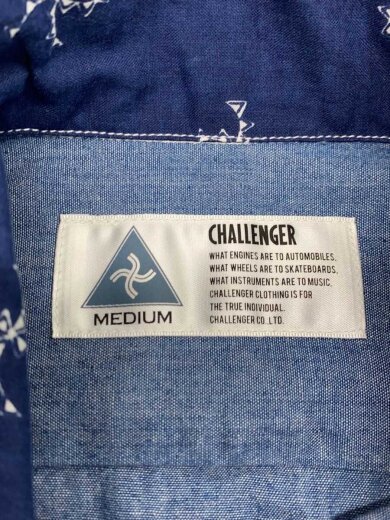 CHALLENGER
WHAT ENGINES ARE TO AUTOMOBILES,
WHAT WHEELS ARE TO SKATEBOARDS,
WHAT INSTRUMENTS ARE TO MUSIC,
CHALLENGER CLOTHING IS FOR
THE TRUE INDIVIDUAL.
CHALLENGER CO. LTD.
MEDIUM